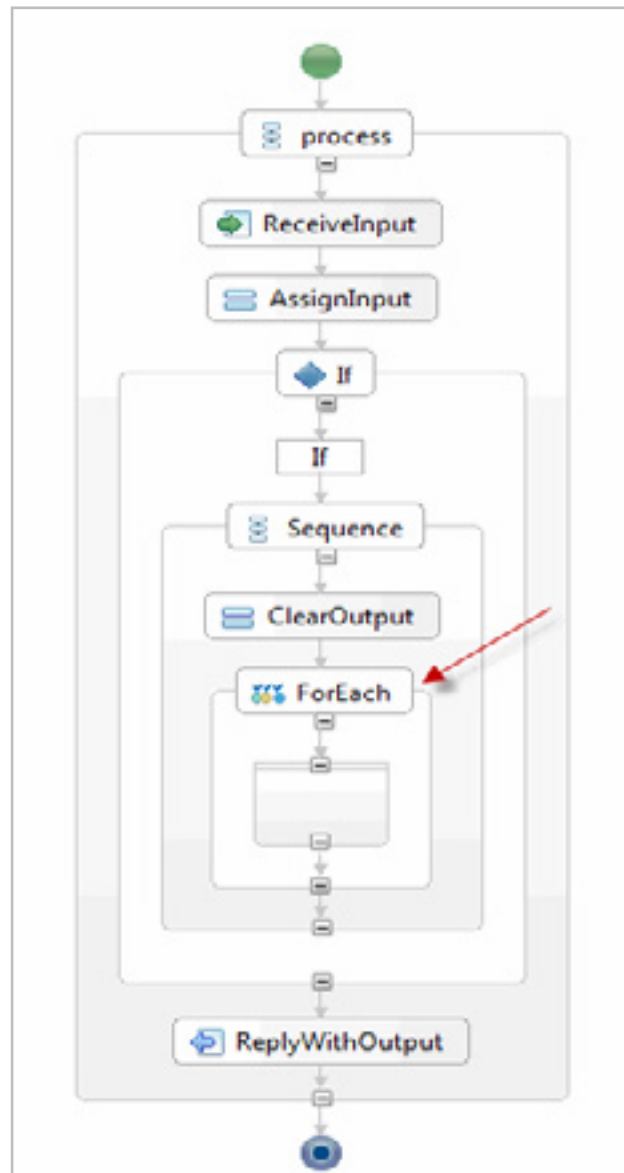 process
ReceiveInput
AssignInput
If
If
Sequence
ClearOutput
ForEach
ReplyWithOutput